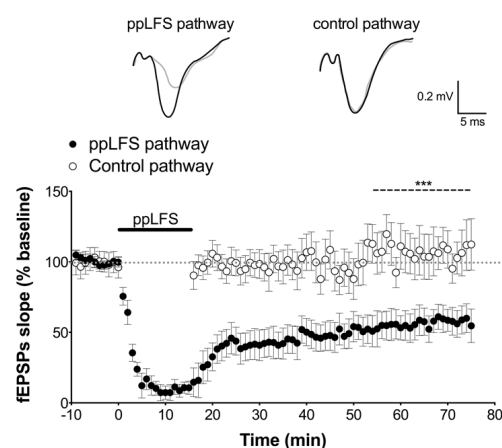 ppLFS pathway control pathway
0.2 mV
5 ms
ppLFS pathway
Control pathway
***
ppLFS
150
100
50
0
fEPSPs slope (% baseline)
-10 0 10 20 30 40 50 60 70 80
Time (min)